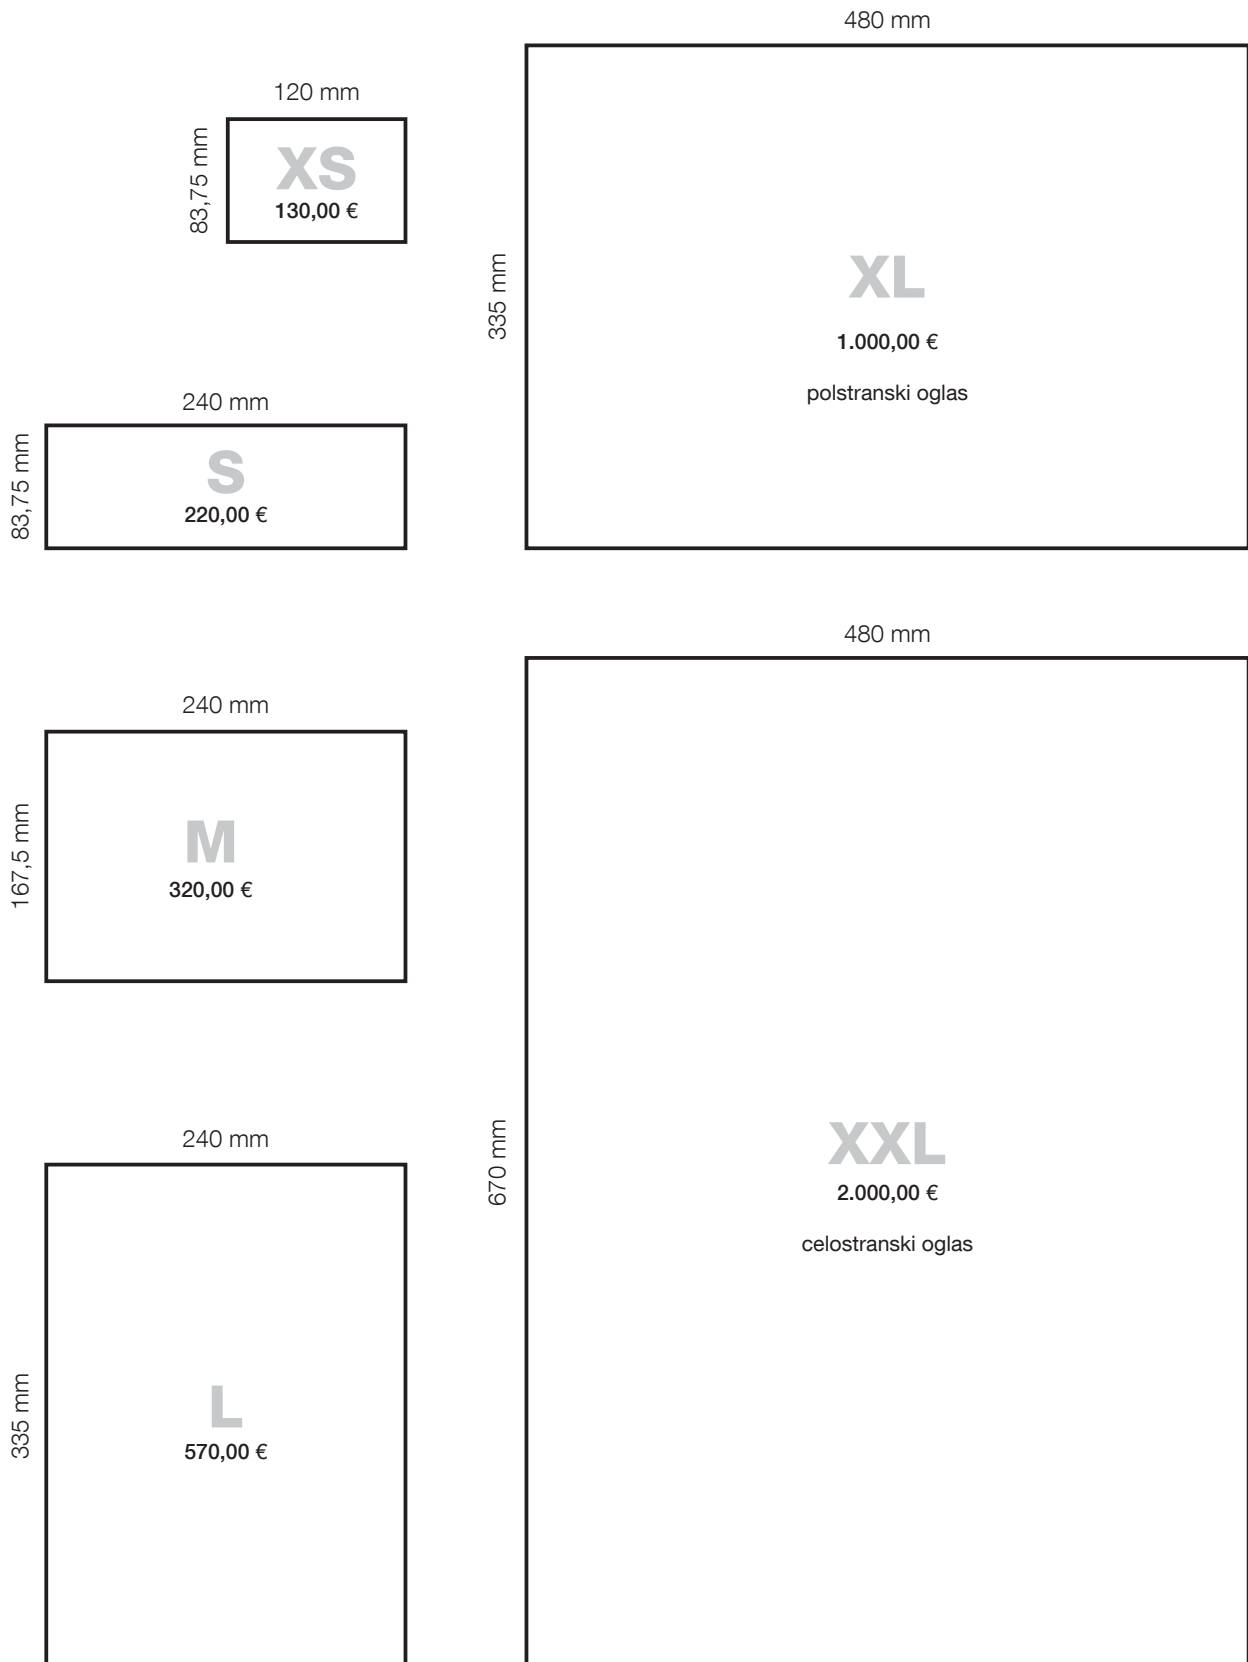 120 mm
83,75 mm
XS
130,00 €
240 mm
83,75 mm
S
220,00 €
240 mm
167,5 mm
M
320,00 €
240 mm
335 mm
L
570,00 €
480 mm
335 mm
XL
1.000,00 €
polstranski oglas
480 mm
670 mm
XXL
2.000,00 €
celostranski oglas